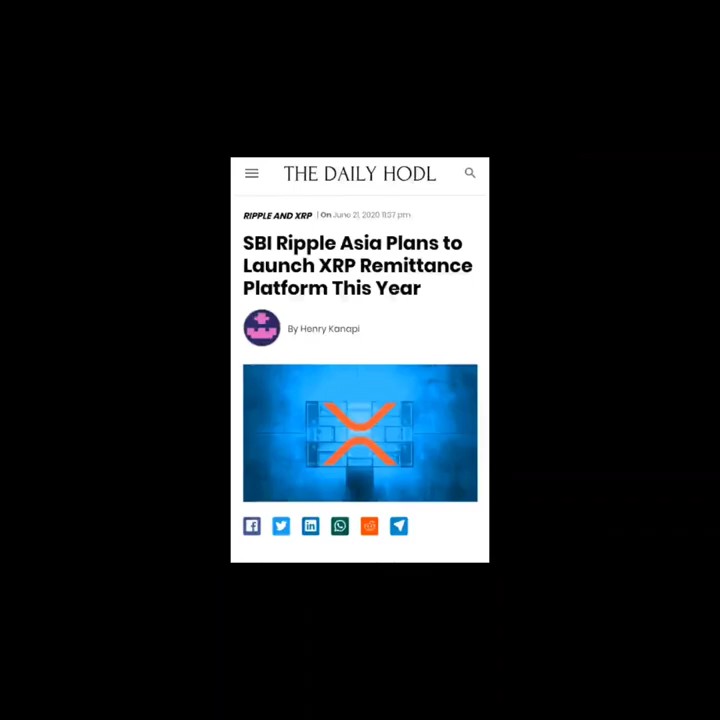 THE DAILY HODL
RIPPLE AND XRP | On June 21, 2020 11:37 pm
SBI Ripple Asia Plans to
Launch XRP Remittance
Platform This Year
By Henry Kanapi